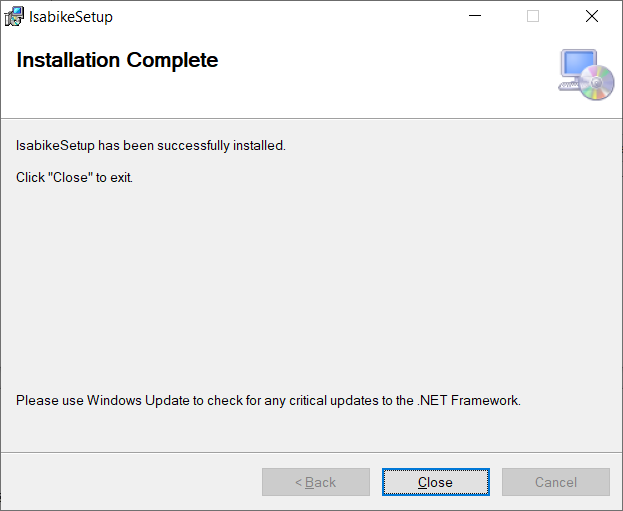 IsabikeSetup
Installation Complete
IsabikeSetup has been successfully installed.
Click "Close" to exit.
Please use Windows Update to check for any critical updates to the .NET Framework.
< Back
Close
Cancel